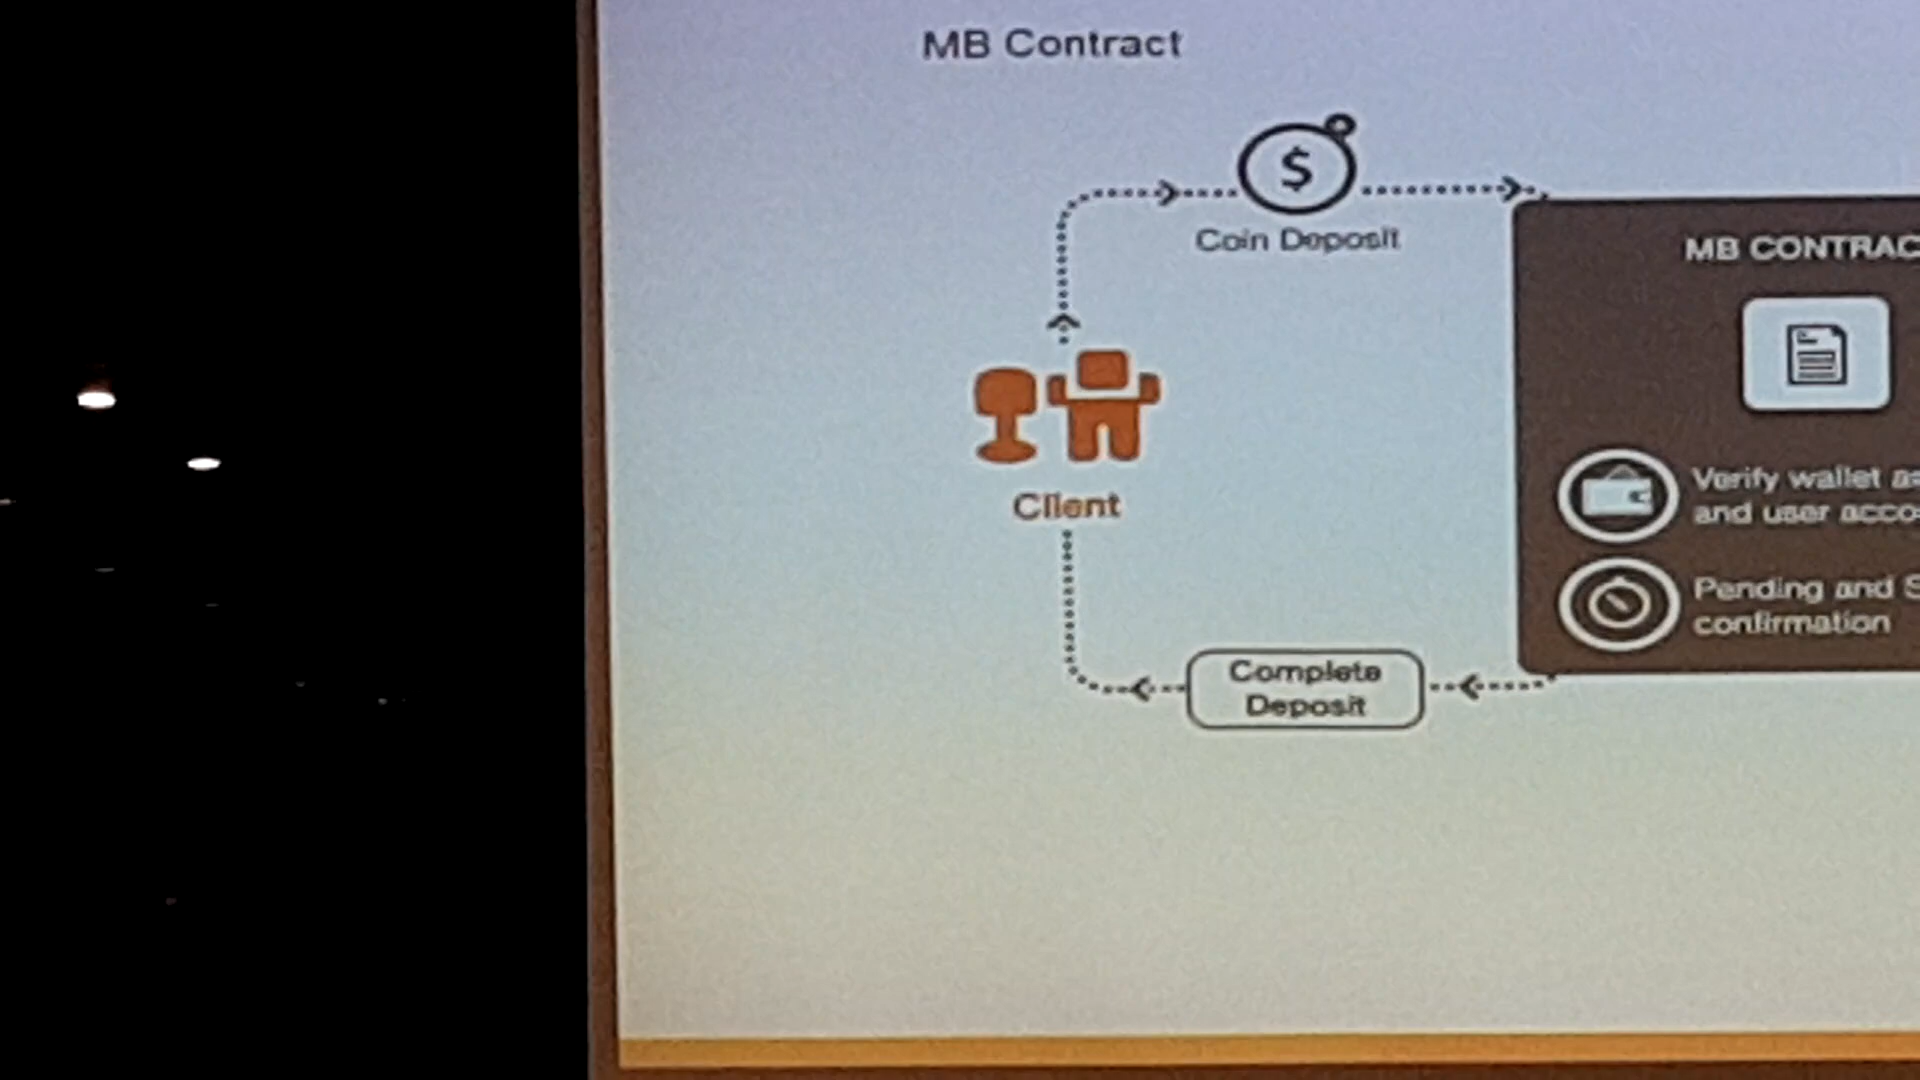 MB Contract
$
Coin Deposit
MB CONTRAC
Client
Verify wallet
and user
Pending and
confirmation
Complete
Deposit